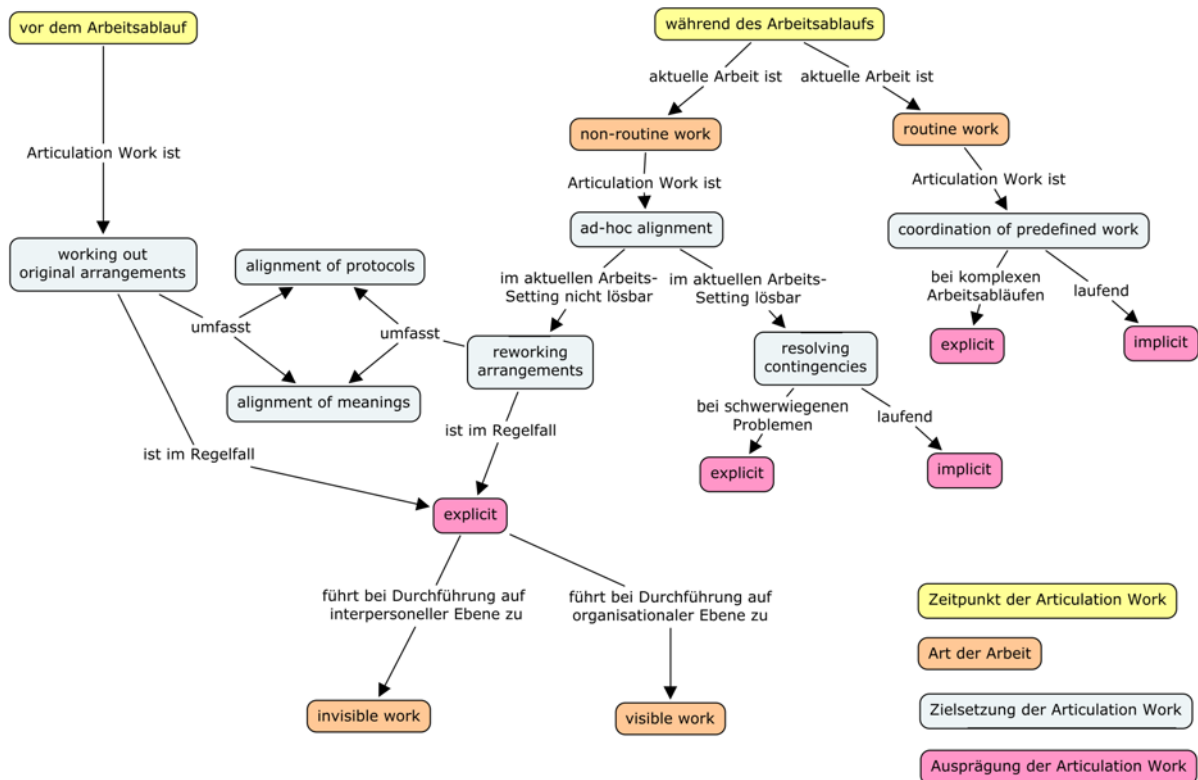 vor dem Arbeitsablauf
während des Arbeitsablaufs
aktuelle Arbeit ist
aktuelle Arbeit ist
non-routine work
routine work
Articulation Work ist
Articulation Work ist
Articulation Work ist
working out
original arrangements
alignment of protocols
ad-hoc alignment
coordination of predefined work
im aktuellen Arbeits-
Setting nicht lösbar
im aktuellen Arbeits-
Setting lösbar
bei komplexen
Arbeitsabläufen
laufend
umfasst
umfasst
reworking
arrangements
resolving
contingencies
explicit
implicit
alignment of meanings
ist im Regelfall
ist im Regelfall
bei schwerwiegenen
Problemen
laufend
explicit
implicit
explicit
führt bei Durchführung auf
interpersoneller Ebene zu
führt bei Durchführung auf
organisationaler Ebene zu
invisible work
visible work
Zeitpunkt der Articulation Work
Art der Arbeit
Zielsetzung der Articulation Work
Ausprägung der Articulation Work